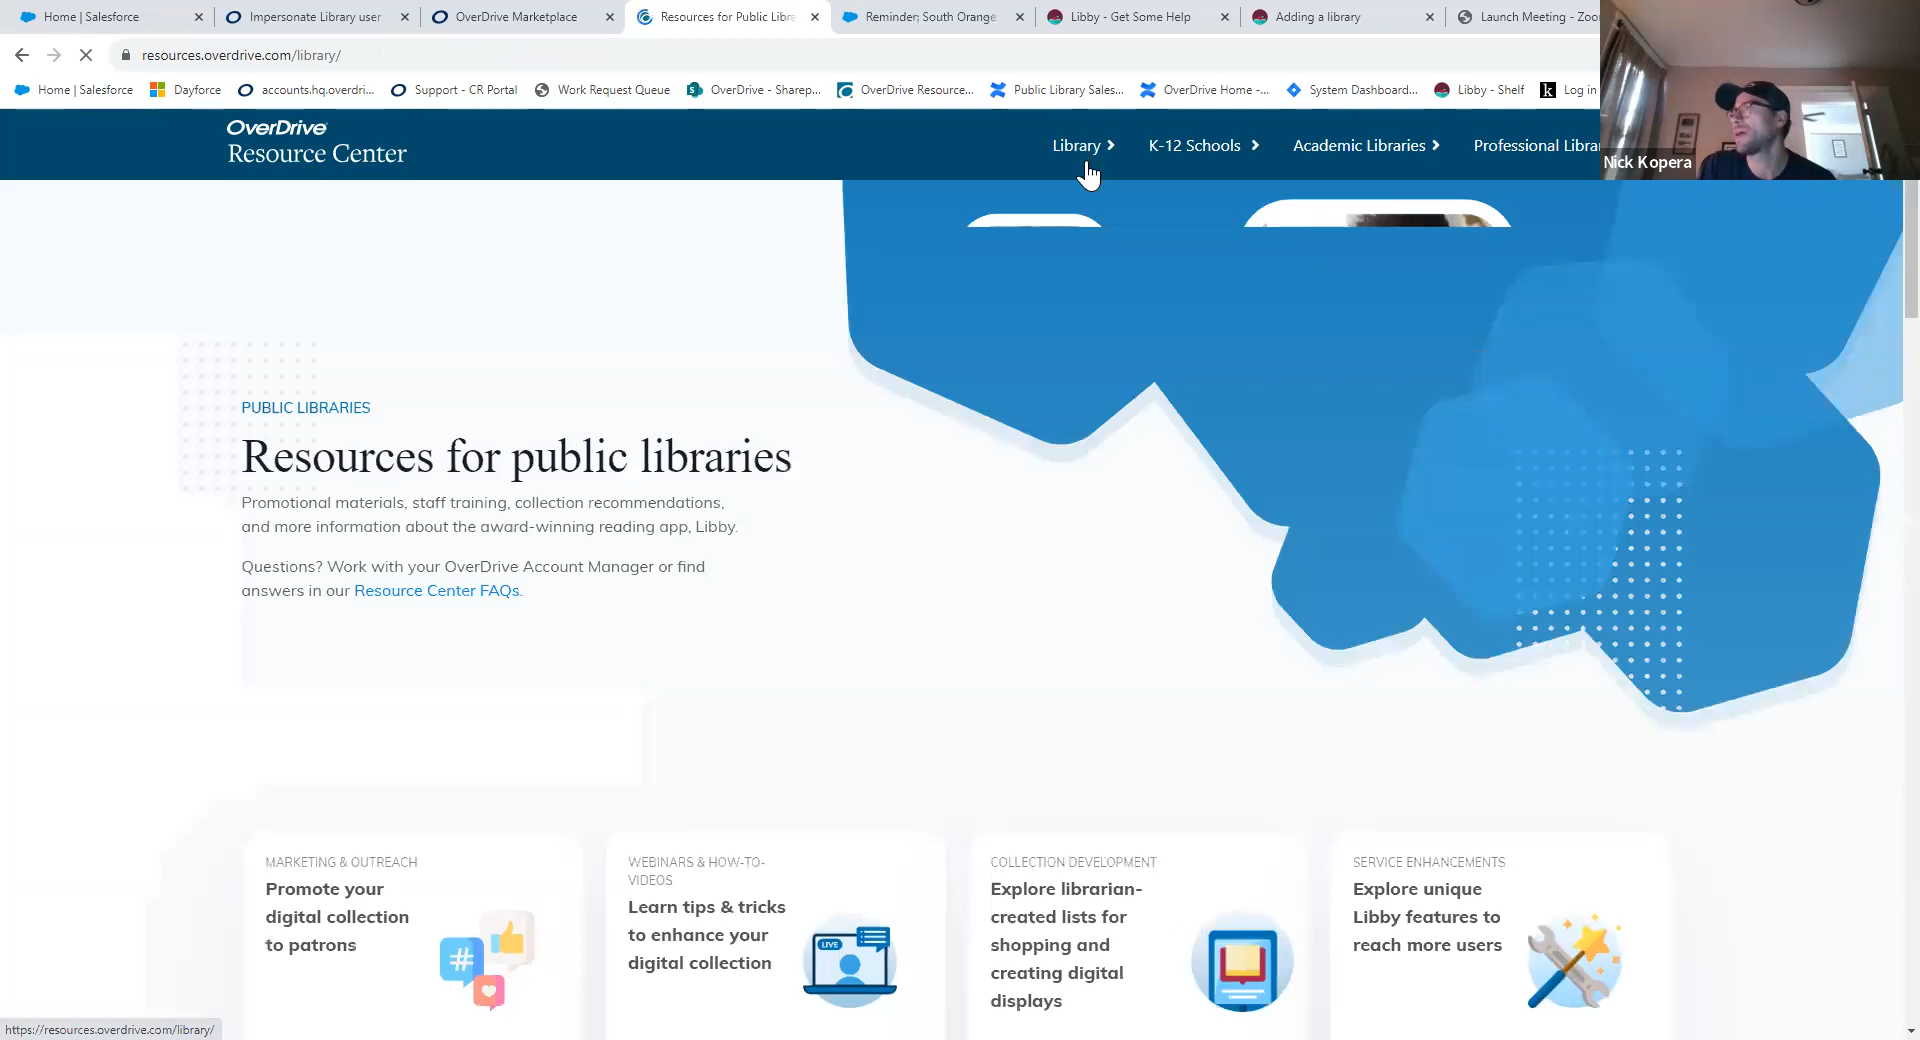 Home | Salesforce
Impersonate Library user
OverDrive Marketplace
Resources for Public Libra
Reminder; South Orange
Libby - Get Some Help
Adding a library
Launch Meeting - Zoo
resources.overdrive.com/library/
Home | Salesforce
Dayforce
accounts.hq.overdri...
Support - CR Portal
Work Request Queue
OverDrive - Sharep...
OverDrive Resource...
Public Library Sales...
OverDrive Home -...
System Dashboard...
Libby - Shelf
k
Log in
OverDrive
Resource Center
Library
K-12 Schools
Academic Libraries
Professional Libra
Nick Kopera
PUBLIC LIBRARIES
Resources for public libraries
Promotional materials, staff training, collection recommendations,
and more information about the award-winning reading app, Libby.
Questions? Work with your OverDrive Account Manager or find
answers in our Resource Center FAQs.
MARKETING & OUTREACH
Promote your
digital collection
to patrons
#
WEBINARS & HOW-TO-
VIDEOS
Learn tips & tricks
to enhance your
digital collection
LIVE
COLLECTION DEVELOPMENT
Explore librarian-
created lists for
shopping and
creating digital
displays
SERVICE ENHANCEMENTS
Explore unique
Libby features to
reach more users
https://resources.overdrive.com/library/